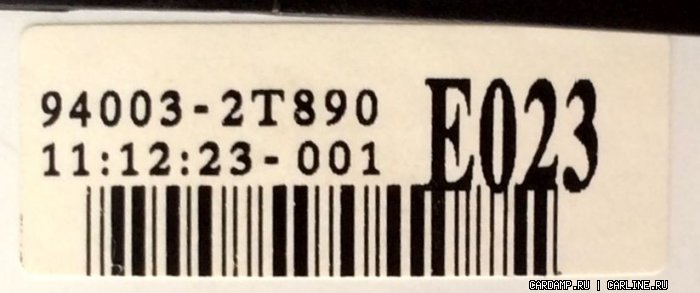 94003-2T890
E023
11:12:23-001
CARDAMP.RU | CARLINE.RU